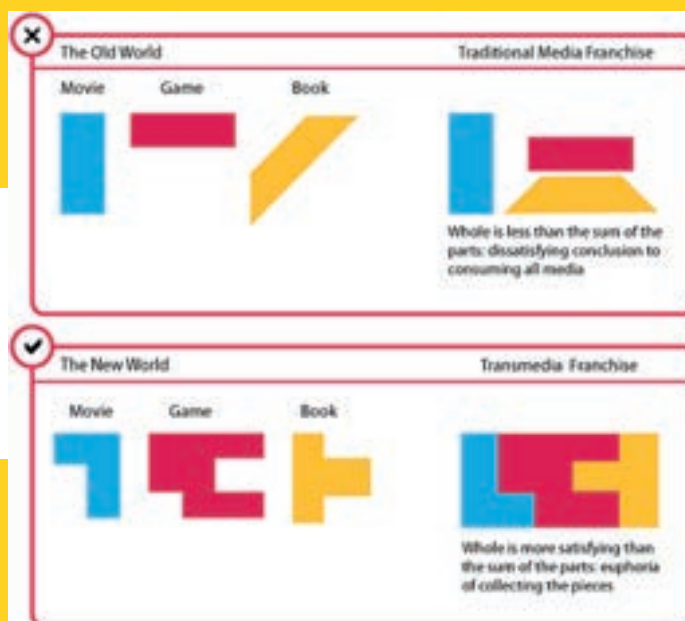 The Old World
Traditional Media Franchise
Movie
Game
Book
Whole is less than the sum of the
parts: dissatisfying conclusion to
consuming all media
The New World
Transmedia Franchise
Movie
Game
Book
Whole is more satisfying than
the sum of the parts: euphoria
of collecting the pieces